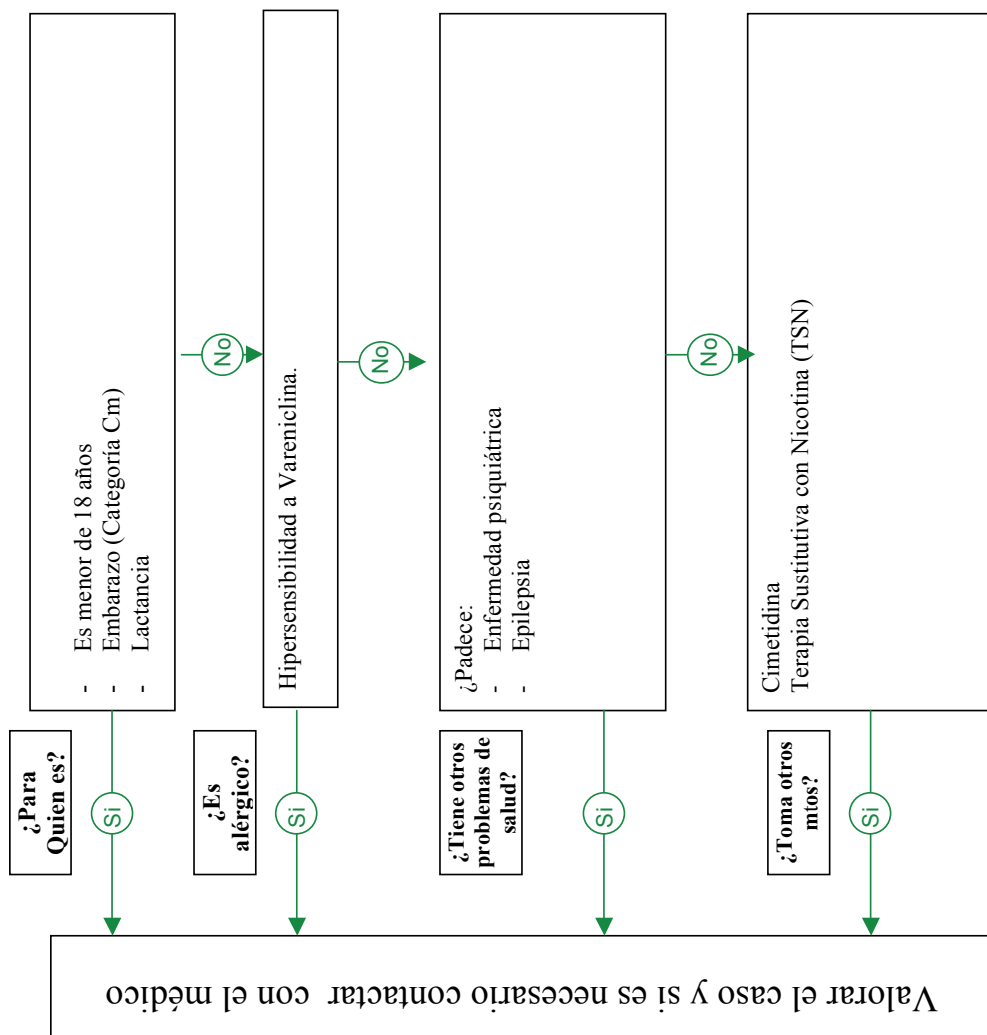 ¿Para
Quien es?
- Es menor de 18 años
- Embarazo (Categoría Cm)
- Lactancia
Si
No
¿Es
alérgico?
Hipersensibilidad a Vareniclina.
Si
No
¿Tiene otros
problemas de
salud?
¿Padece:
- Enfermedad psiquiátrica
- Epilepsia
Si
No
¿Toma otros
mtos?
Cimetidina
Terapia Sustitutiva con Nicotina (TSN)
Si
Valorar el caso y si es necesario contactar con el médico